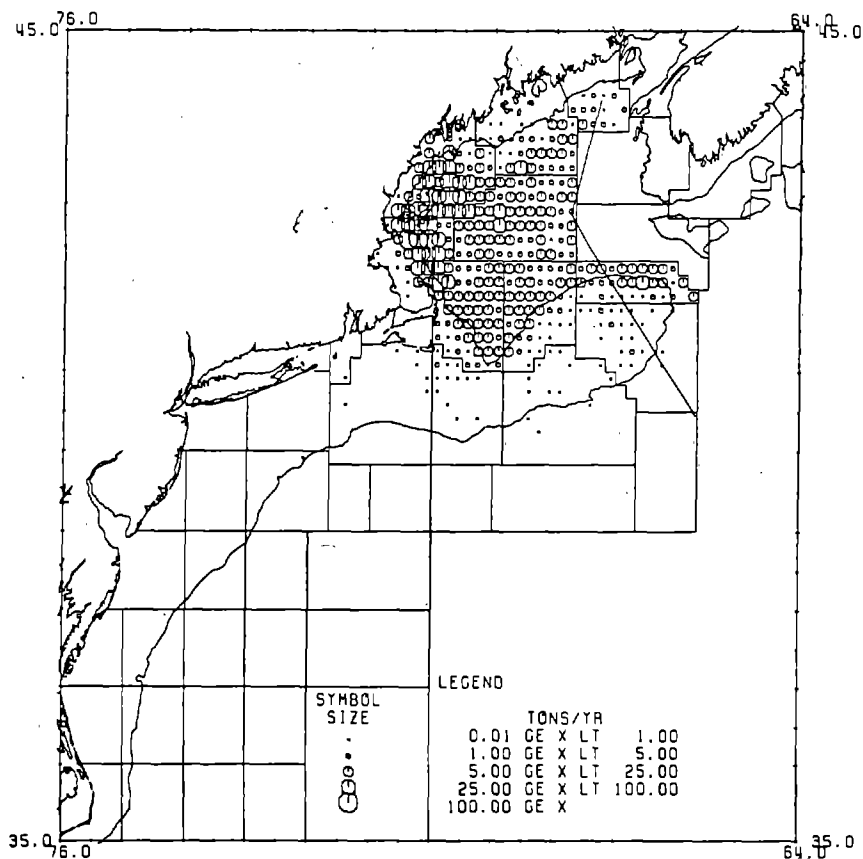 76.0 64.0
45.0 45.0
LEGEND
SYMBOL
SIZE
TONS/YR
0.01 GE X LT 1.00
1.00 GE X LT 5.00
5.00 GE X LT 25.00
25.00 GE X LT 100.00
100.00 GE X
35.0 35.0
76.0 64.0